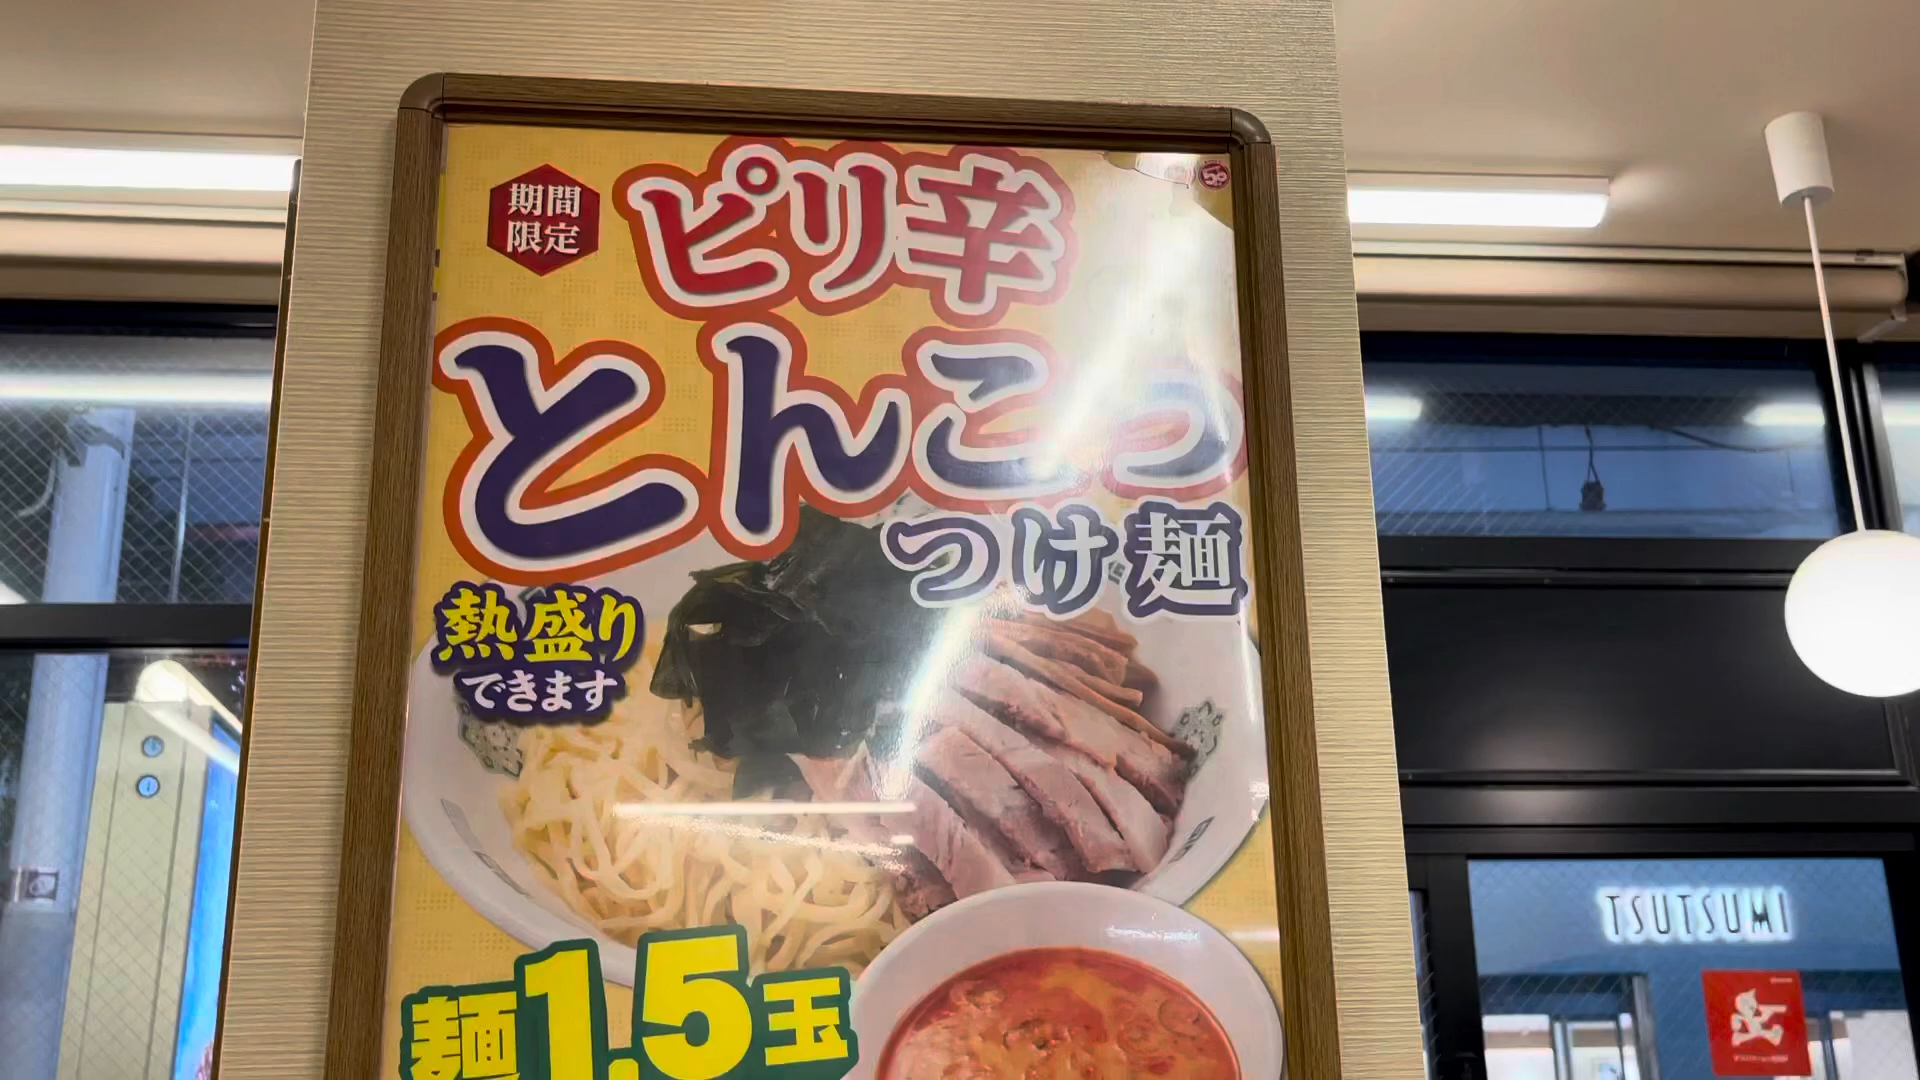 期間
限定
ピリ辛
とんこつ
つけ麺
熱盛り
できます
麺1.5玉
TSUTSUMI